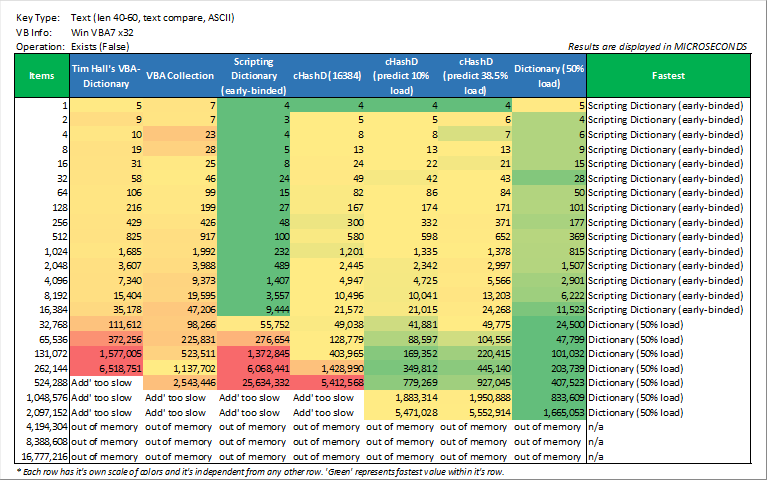 Key Type: Text (len 40-60, text compare, ASCII)
VB Info: Win VBA7 x32
Operation: Exists (False)
Results are displayed in MICROSECONDS
Items Tim Hall's VBA-Dictionary VBA Collection Scripting Dictionary (early-binded) cHashD (16384) cHashD (predict 10% load) cHashD (predict 38.5% load) Dictionary (50% load) Fastest
1 5 7 4 4 4 4 5 Scripting Dictionary (early-binded)
2 9 7 3 5 5 6 4 Scripting Dictionary (early-binded)
4 10 23 4 8 8 7 6 Scripting Dictionary (early-binded)
8 19 28 5 13 13 13 9 Scripting Dictionary (early-binded)
16 31 25 8 24 22 21 15 Scripting Dictionary (early-binded)
32 58 46 24 49 42 43 28 Scripting Dictionary (early-binded)
64 106 99 15 82 86 84 50 Scripting Dictionary (early-binded)
128 216 199 27 167 174 171 101 Scripting Dictionary (early-binded)
256 429 426 48 300 332 371 177 Scripting Dictionary (early-binded)
512 825 917 100 580 598 652 369 Scripting Dictionary (early-binded)
1,024 1,685 1,992 232 1,201 1,335 1,378 815 Scripting Dictionary (early-binded)
2,048 3,607 3,988 489 2,445 2,342 2,997 1,507 Scripting Dictionary (early-binded)
4,096 7,340 9,373 1,407 4,947 4,725 5,566 2,901 Scripting Dictionary (early-binded)
8,192 15,404 19,595 3,557 10,496 10,041 13,203 6,222 Scripting Dictionary (early-binded)
16,384 35,178 47,206 9,444 21,572 21,015 24,268 11,523 Scripting Dictionary (early-binded)
32,768 111,612 98,266 55,752 49,038 41,881 49,775 24,500 Dictionary (50% load)
65,536 372,256 225,831 276,654 128,779 88,597 104,556 47,799 Dictionary (50% load)
131,072 1,577,005 523,511 1,372,845 403,965 169,352 220,415 101,032 Dictionary (50% load)
262,144 6,518,751 1,137,702 6,068,441 1,428,990 349,812 445,140 203,739 Dictionary (50% load)
524,288 Add' too slow 2,543,446 25,634,332 5,412,568 779,269 927,045 407,523 Dictionary (50% load)
1,048,576 Add' too slow Add' too slow Add' too slow Add' too slow 1,883,314 1,950,888 833,609 Dictionary (50% load)
2,097,152 Add' too slow Add' too slow Add' too slow Add' too slow 5,471,028 5,552,914 1,665,053 Dictionary (50% load)
4,194,304 out of memory out of memory out of memory out of memory out of memory out of memory out of memory n/a
8,388,608 out of memory out of memory out of memory out of memory out of memory out of memory out of memory n/a
16,777,216 out of memory out of memory out of memory out of memory out of memory out of memory out of memory n/a
* Each row has it's own scale of colors and it's independent from any other row. 'Green' represents fastest value within it's row.